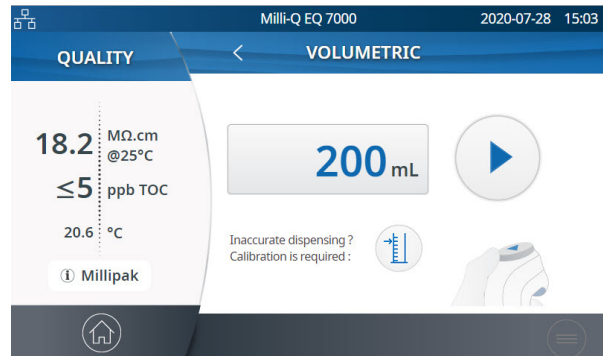 Milli-Q EQ 7000
2020-07-28 15:03
QUALITY
VOLUMETRIC
18.2 MΩ.cm
@25°C
≤5 ppb TOC
20.6 °C
i Millipak
200 mL
Inaccurate dispensing ?
Calibration is required :